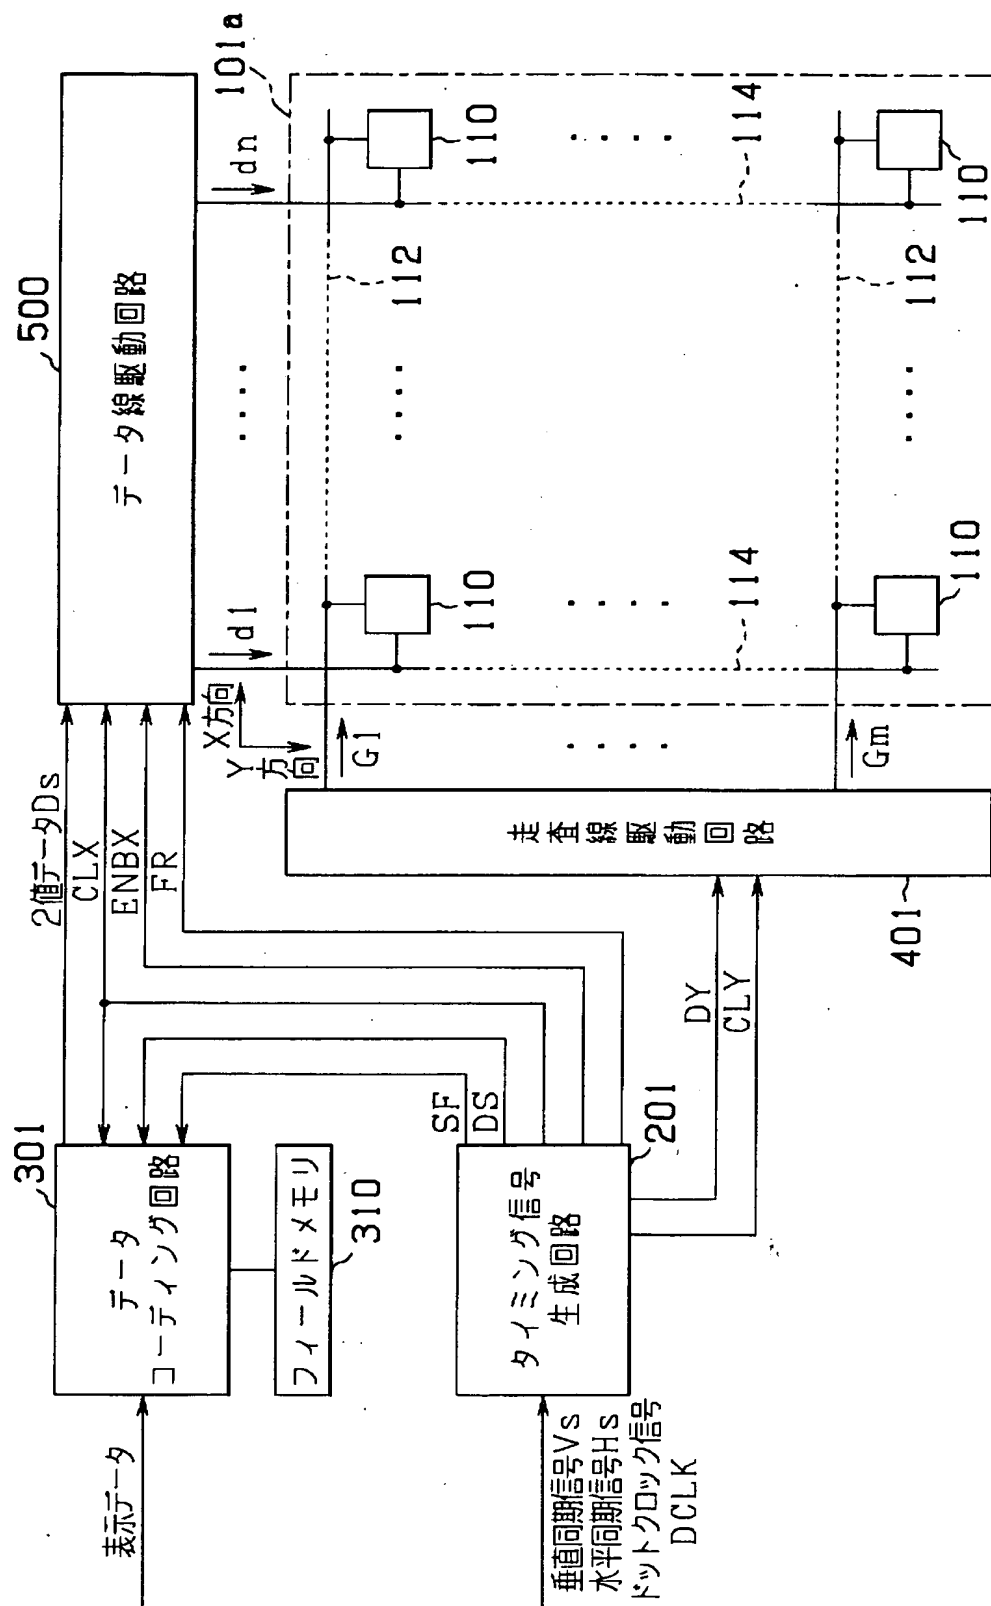 表示データ
301
データ
コーディング回路
フィールドメモリ
310
垂直同期信号Vs
水平同期信号Hs
ドットクロック信号
DCLK
タイミング信号
生成回路
201
SF
DS
2値データDs
CLX
ENBX
FR
DY
CLY
500
データ線駆動回路
X方向
Y方向
d1
dn
101a
走査線駆動回路
401
G1
Gm
110
110
112
114
114
110
110
112